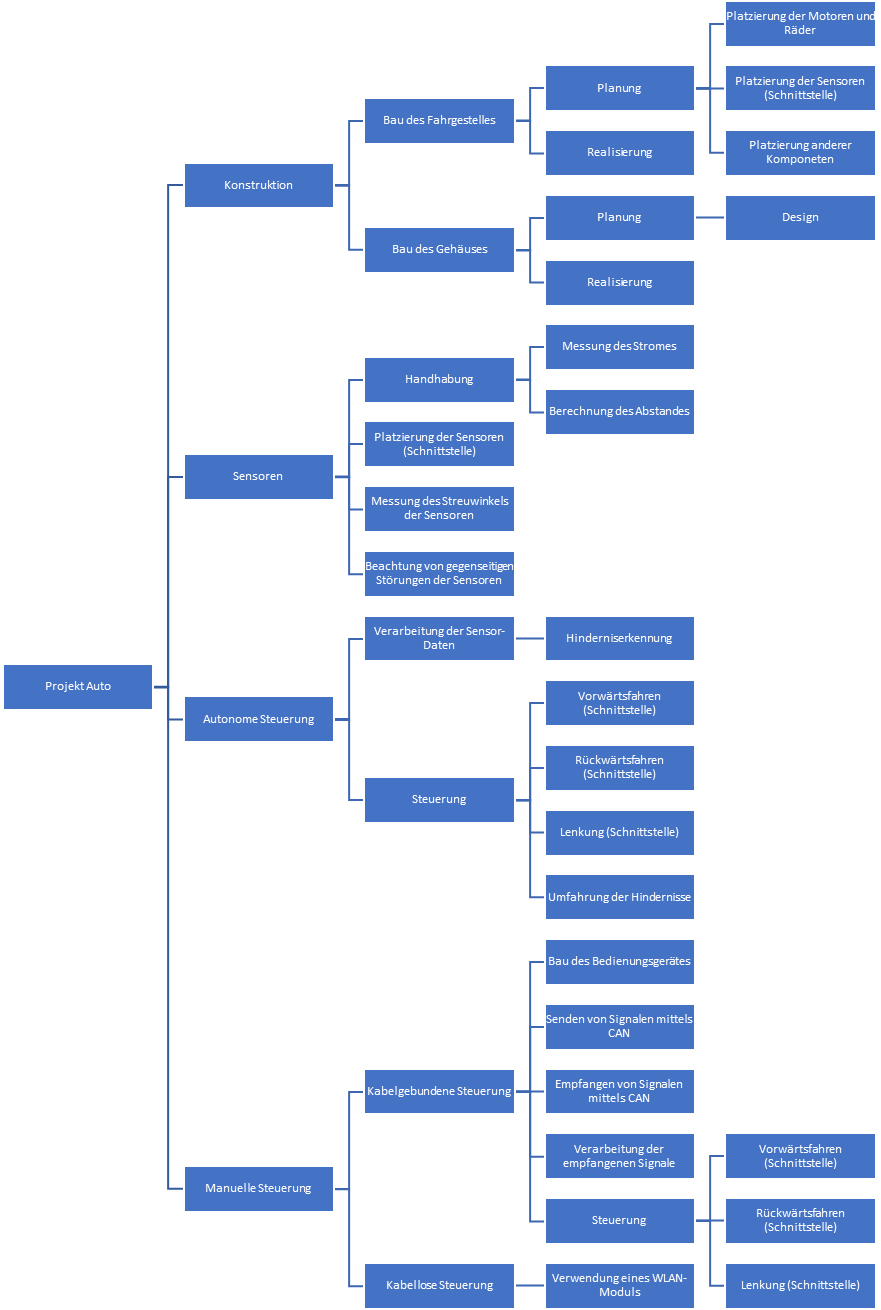 Platzierung der Motoren und
Räder
Planung
Platzierung der Sensoren
(Schnittstelle)
Bau des Fahrgestelles
Realisierung
Platzierung anderer
Komponeten
Konstruktion
Planung
Design
Bau des Gehäuses
Realisierung
Messung des Stromes
Handhabung
Berechnung des Abstandes
Platzierung der Sensoren
(Schnittstelle)
Sensoren
Messung des Streuwinkels
der Sensoren
Beachtung von gegenseitigen
Störungen der Sensoren
Verarbeitung der Sensor-
Daten
Hinderniserkennung
Projekt Auto
Autonome Steuerung
Vorwärtsfahren
(Schnittstelle)
Rückwärtsfahren
(Schnittstelle)
Steuerung
Lenkung (Schnittstelle)
Umfahrung der Hindernisse
Bau des Bedienungsgerätes
Senden von Signalen mittels
CAN
Kabelgebundene Steuerung
Empfangen von Signalen
mittels CAN
Verarbeitung der
empfangenen Signale
Vorwärtsfahren
(Schnittstelle)
Manuelle Steuerung
Steuerung
Rückwärtsfahren
(Schnittstelle)
Kabellose Steuerung
Verwendung eines WLAN-
Moduls
Lenkung (Schnittstelle)